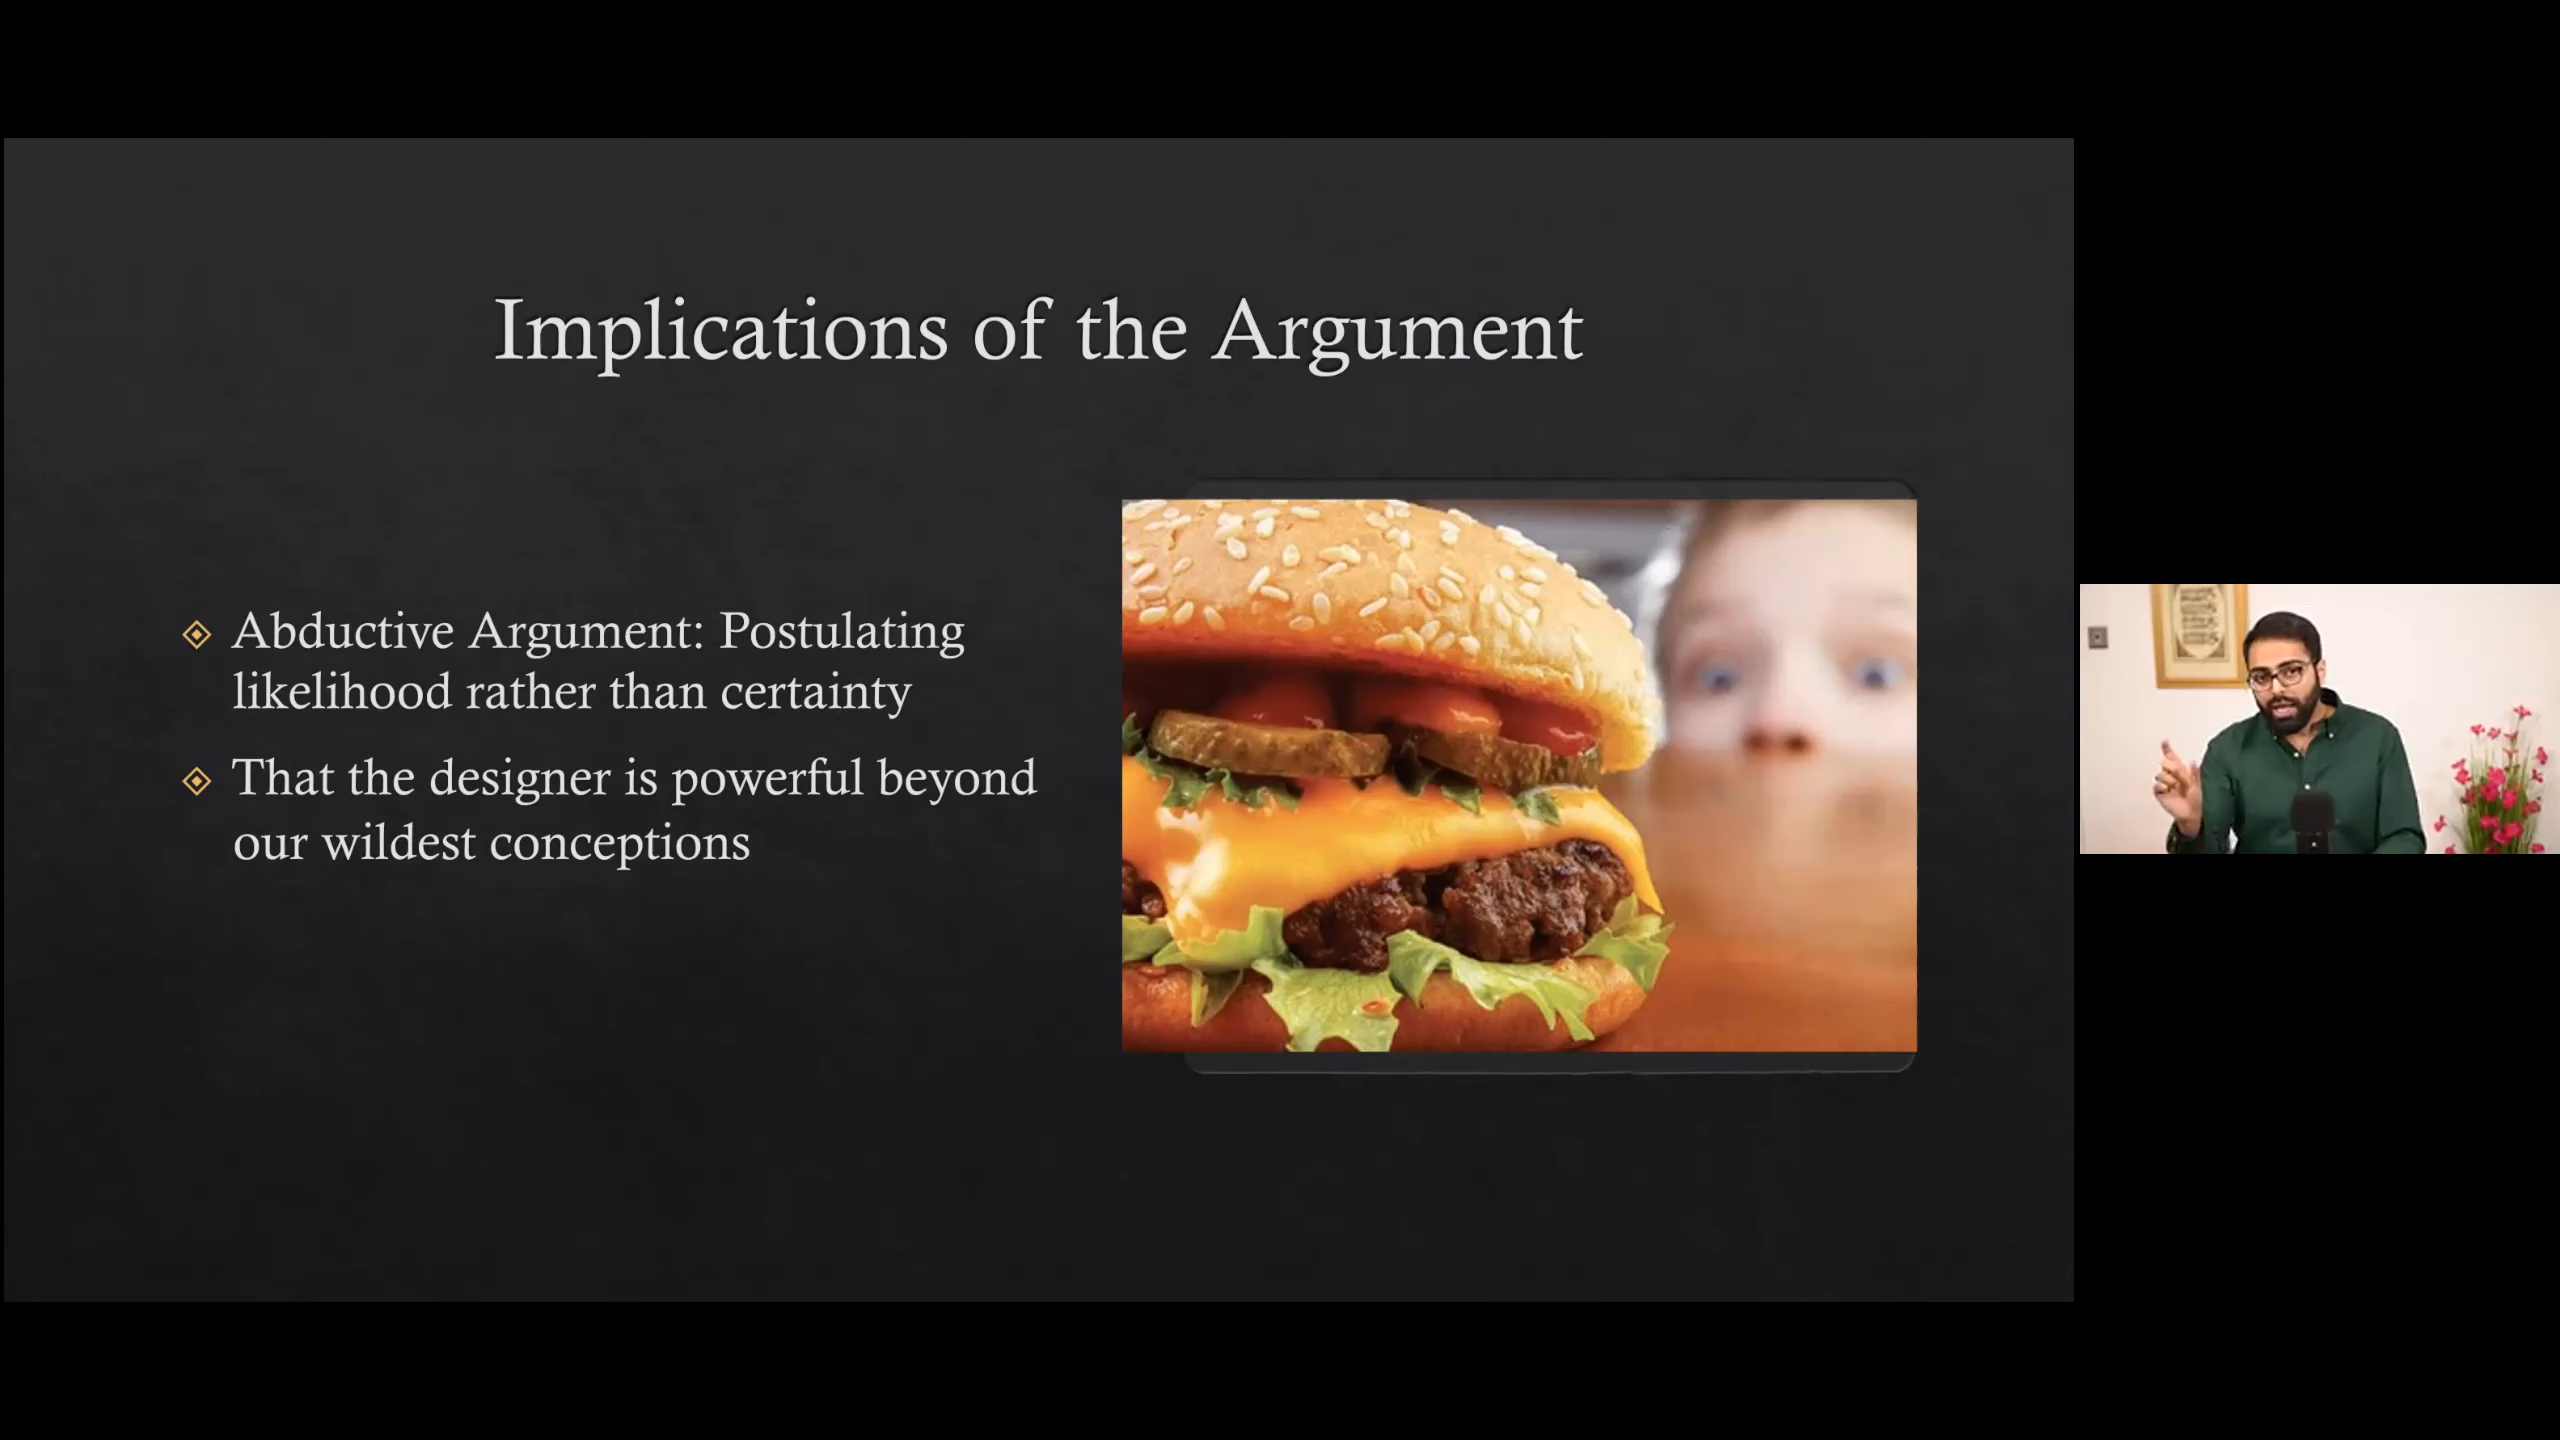 Implications of the Argument
Abductive Argument: Postulating
likelihood rather than certainty
That the designer is powerful beyond
our wildest conceptions